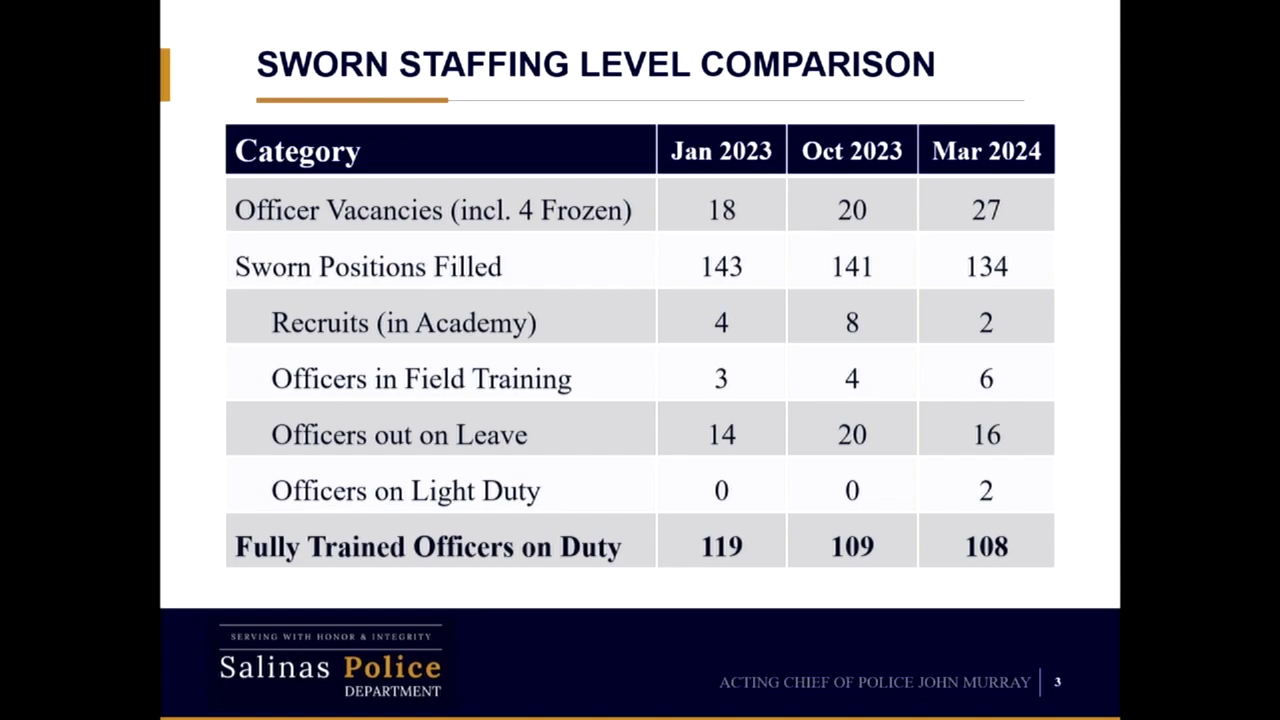 SWORN STAFFING LEVEL COMPARISON
Category Jan 2023 Oct 2023 Mar 2024
Officer Vacancies (incl. 4 Frozen) 18 20 27
Sworn Positions Filled 143 141 134
Recruits (in Academy) 4 8 2
Officers in Field Training 3 4 6
Officers out on Leave 14 20 16
Officers on Light Duty 0 0 2
Fully Trained Officers on Duty 119 109 108
SERVING WITH HONOR & INTEGRITY
Salinas Police
DEPARTMENT
ACTING CHIEF OF POLICE JOHN MURRAY 3